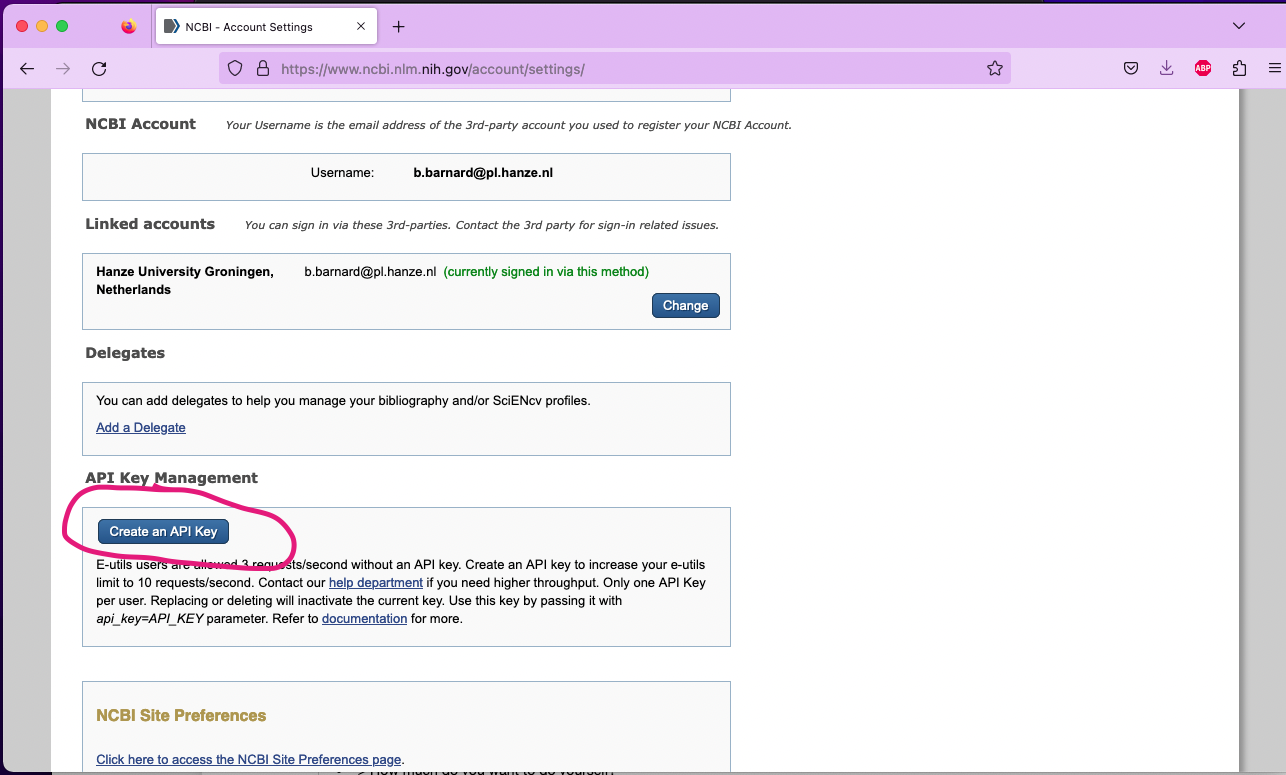 NCBI - Account Settings
https://www.ncbi.nlm.nih.gov/account/settings/
ABP
NCBI Account Your Username is the email address of the 3rd-party account you used to register your NCBI Account.
Username: b.barnard@pl.hanze.nl
Linked accounts You can sign in via these 3rd-parties. Contact the 3rd party for sign-in related issues.
Hanze University Groningen, b.barnard@pl.hanze.nl (currently signed in via this method)
Netherlands
Change
Delegates
You can add delegates to help you manage your bibliography and/or SciENcv profiles.
Add a Delegate
API Key Management
Create an API Key
E-utils users are allowed 3 requests/second without an API key. Create an API key to increase your e-utils
limit to 10 requests/second. Contact our help department if you need higher throughput. Only one API Key
per user. Replacing or deleting will inactivate the current key. Use this key by passing it with
api_key=API_KEY parameter. Refer to documentation for more.
NCBI Site Preferences
Click here to access the NCBI Site Preferences page.
How much do you want to do yourself?